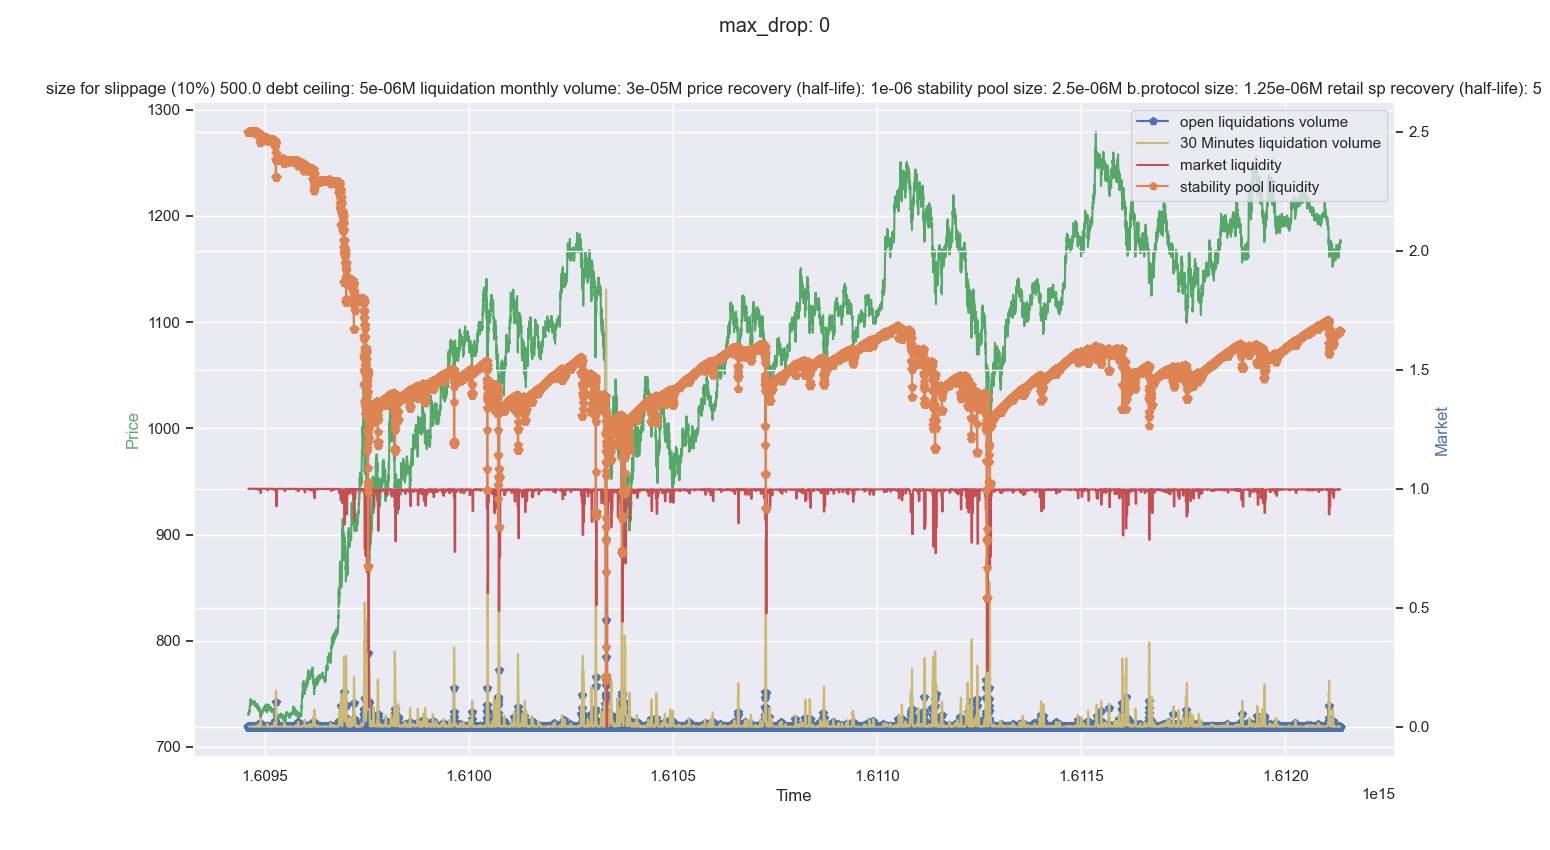 max_drop: 0
size for slippage (10%) 500.0 debt ceiling: 5e-06M liquidation monthly volume: 3e-05M price recovery (half-life): 1e-06 stability pool size: 2.5e-06M b.protocol size: 1.25e-06M retail sp recovery (half-life): 5
open liquidations volume
30 Minutes liquidation volume
market liquidity
stability pool liquidity
1300
1200
1100
1000
900
800
700
Price
2.5
2.0
1.5
1.0
0.5
0.0
Market
1.6095
1.6100
1.6105
1.6110
1.6115
1.6120
1e15
Time